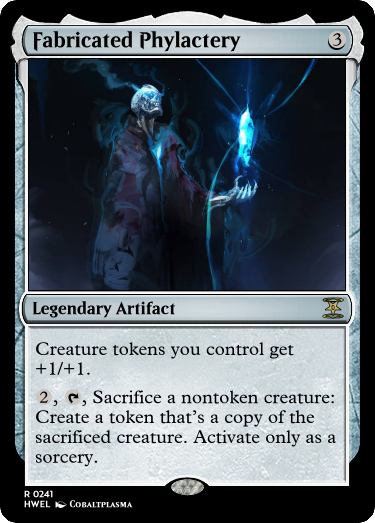 Fabricated Phylactery 3
Legendary Artifact
Creature tokens you control get
+1/+1.
2, , Sacrifice a nontoken creature:
Create a token that's a copy of the
sacrificed creature. Activate only as a
sorcery.
R 0241
HWEL Cobaltplasma